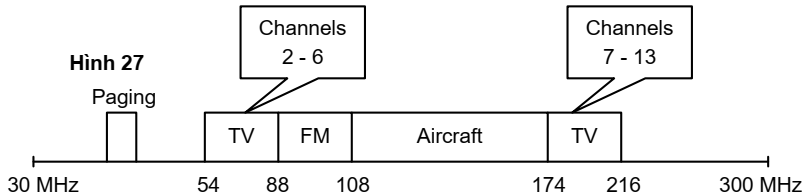 Channels
2 - 6
Channels
7 - 13
Hình 27
Paging
TV
FM
Aircraft
TV
30 MHz
54
88
108
174
216
300 MHz